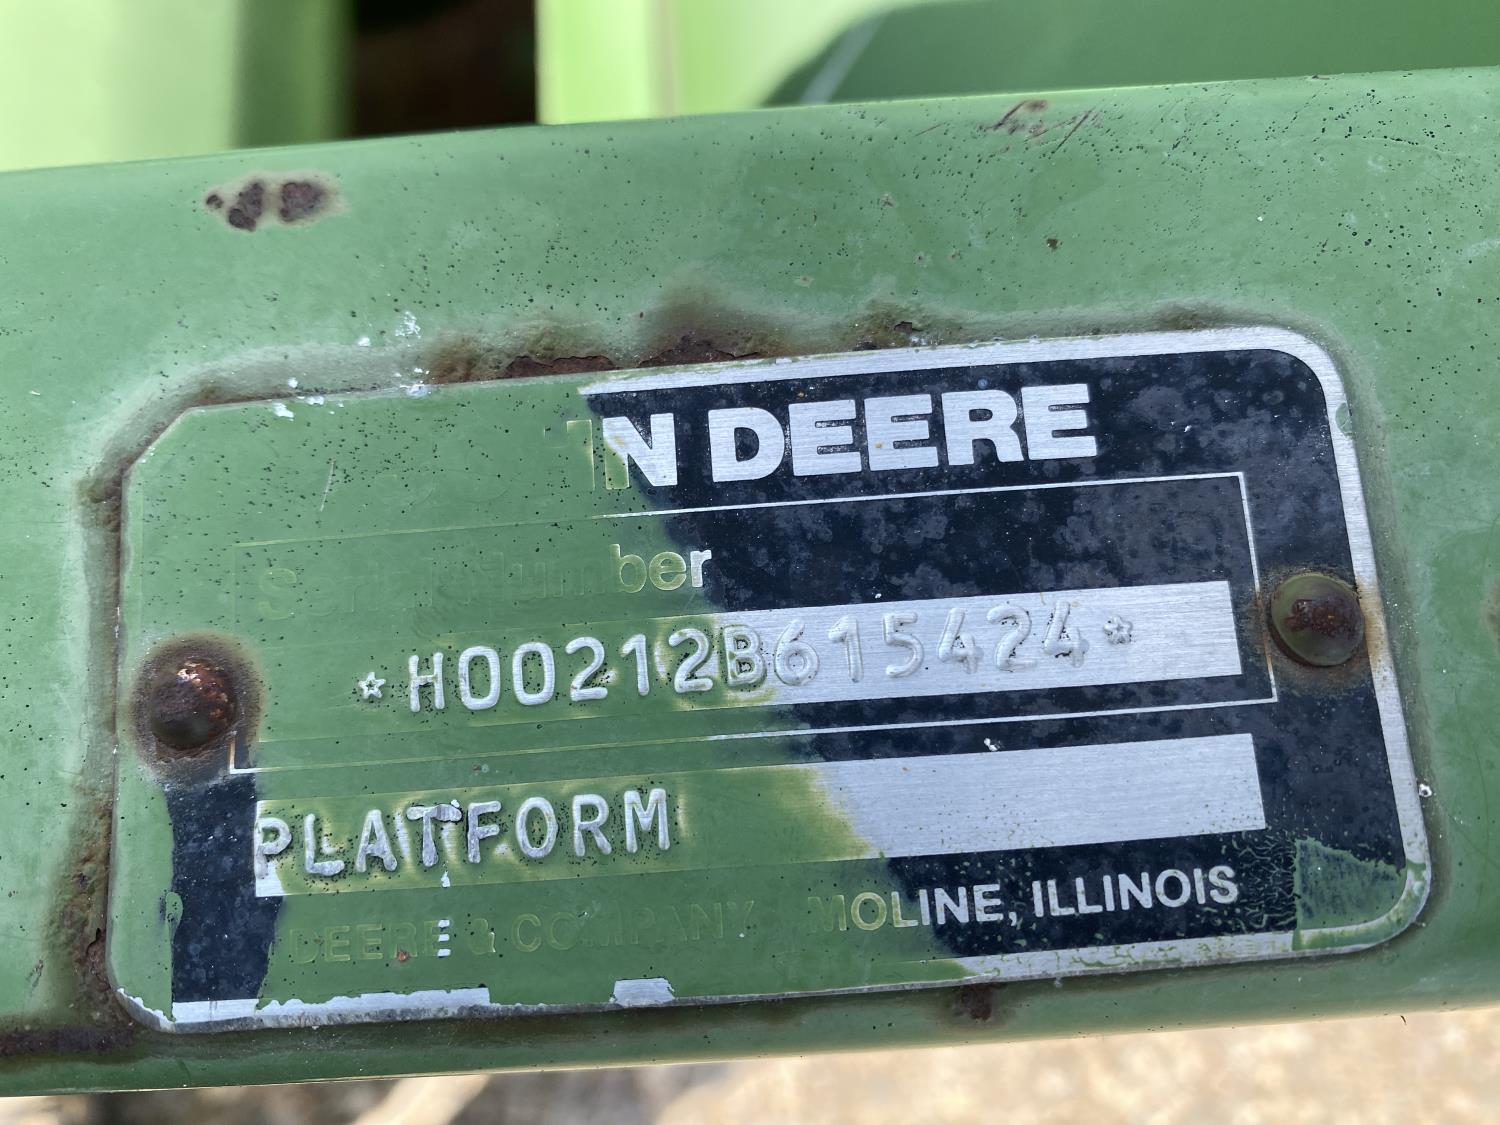 N DEERE
Serial Number
*H00212B615424*
PLATFORM
DEERE & COMPANY MOLINE, ILLINOIS